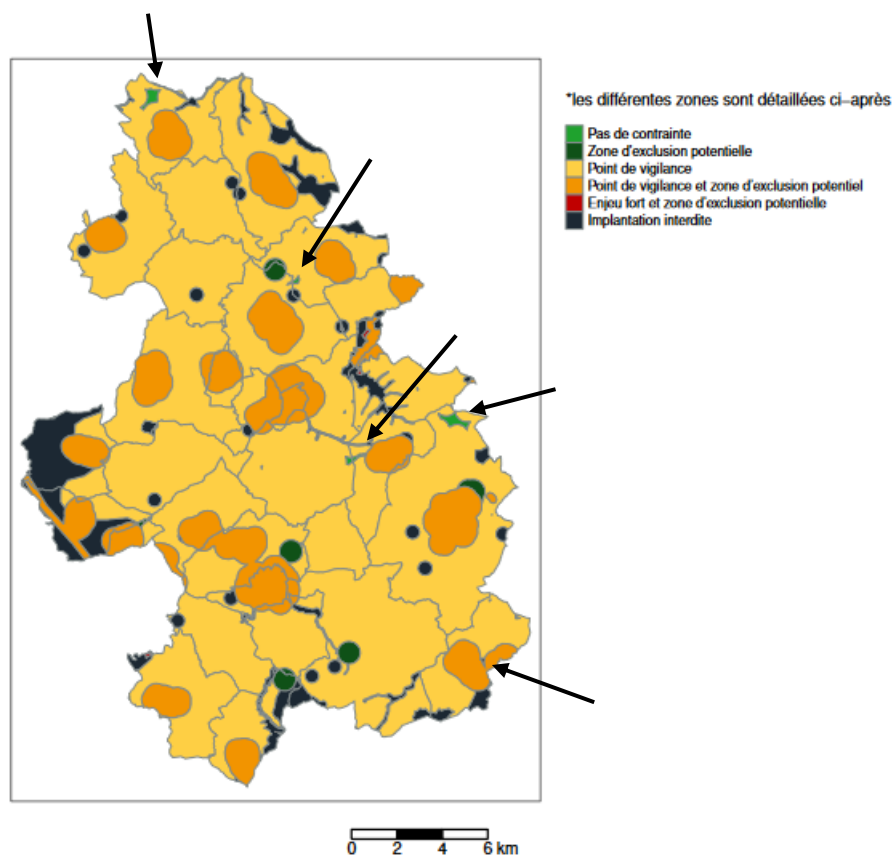 *les différentes zones sont détaillées ci–après
Pas de contrainte
Zone d'exclusion potentielle
Point de vigilance
Point de vigilance et zone d'exclusion potentiel
Enjeu fort et zone d'exclusion potentielle
Implantation interdite
0 2 4 6 km